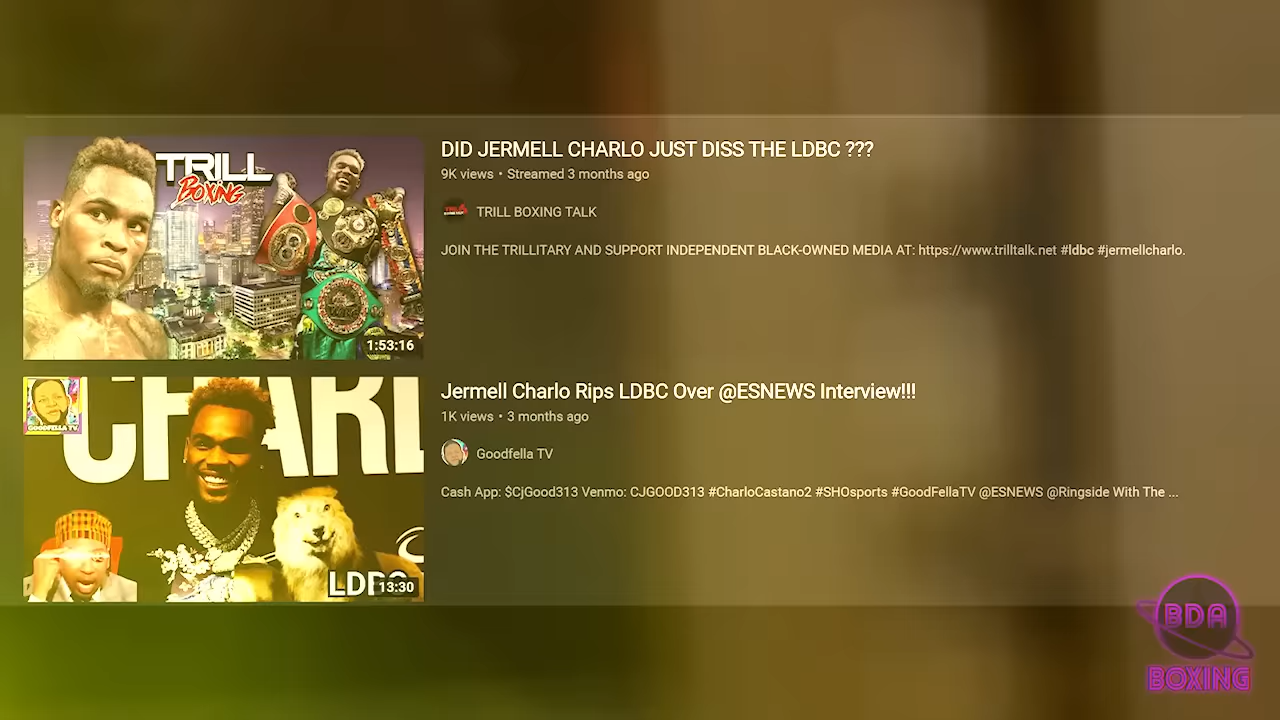 TRILL
BOXING
1:53:16
DID JERMELL CHARLO JUST DISS THE LDBC ???
9K views • Streamed 3 months ago
TRILL BOXING TALK
JOIN THE TRILLITARY AND SUPPORT INDEPENDENT BLACK-OWNED MEDIA AT: https://www.trilltalk.net #ldbc #jermellcharlo.
GOODFELLA TV
CHARL
13:30
Jermell Charlo Rips LDBC Over @ESNEWS Interview!!!
1K views • 3 months ago
Goodfella TV
Cash App: $CjGood313 Venmo: CJGOOD313 #CharloCastano2 #SHOsports #GoodFellaTV @ESNEWS @Ringside With The ...
BDA
BOXING